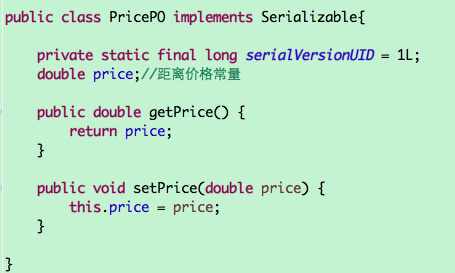 public class PricePO implements Serializable{
private static final long serialVersionUID = 1L;
double price;//距离价格常量
public double getPrice() {
return price;
}
public void setPrice(double price) {
this.price = price;
}
}